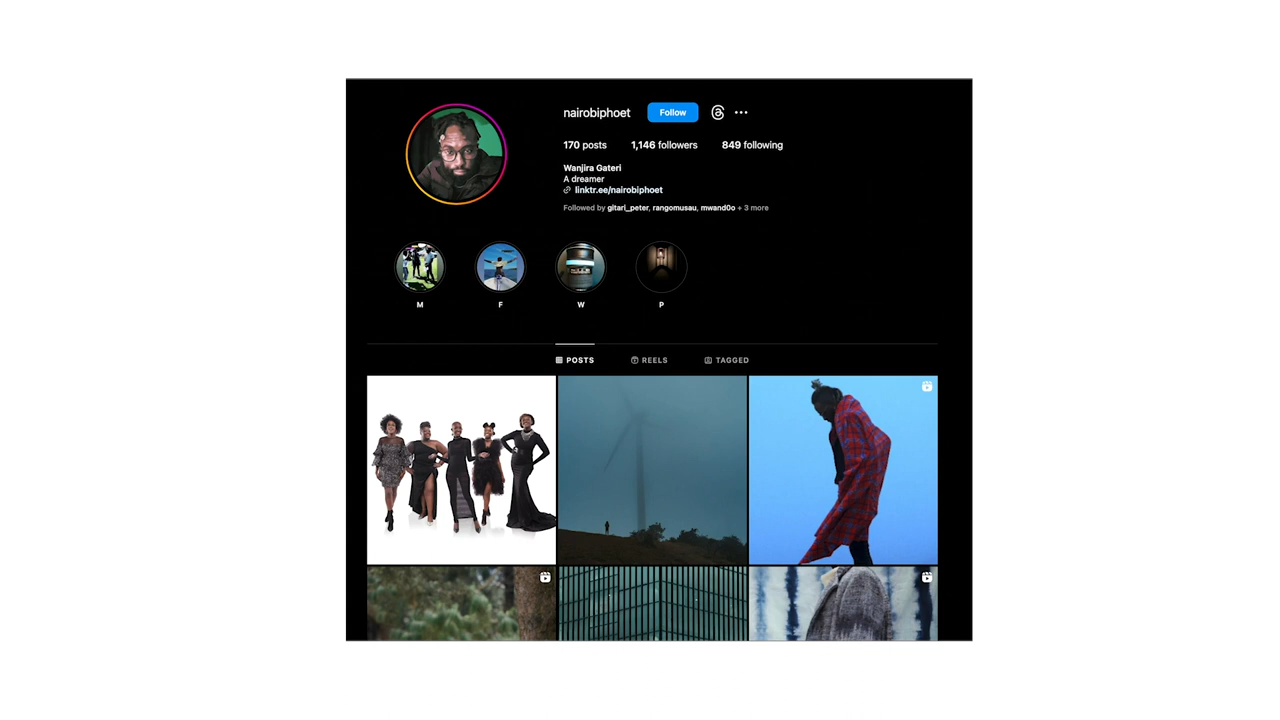 nairobiphoet Follow
170 posts 1,146 followers 849 following
Wanjira Gateri
A dreamer
linktr.ee/nairobiphoet
Followed by gitari_peter, rangomusau, mwand0o + 3 more
M F W P
POSTS REELS TAGGED